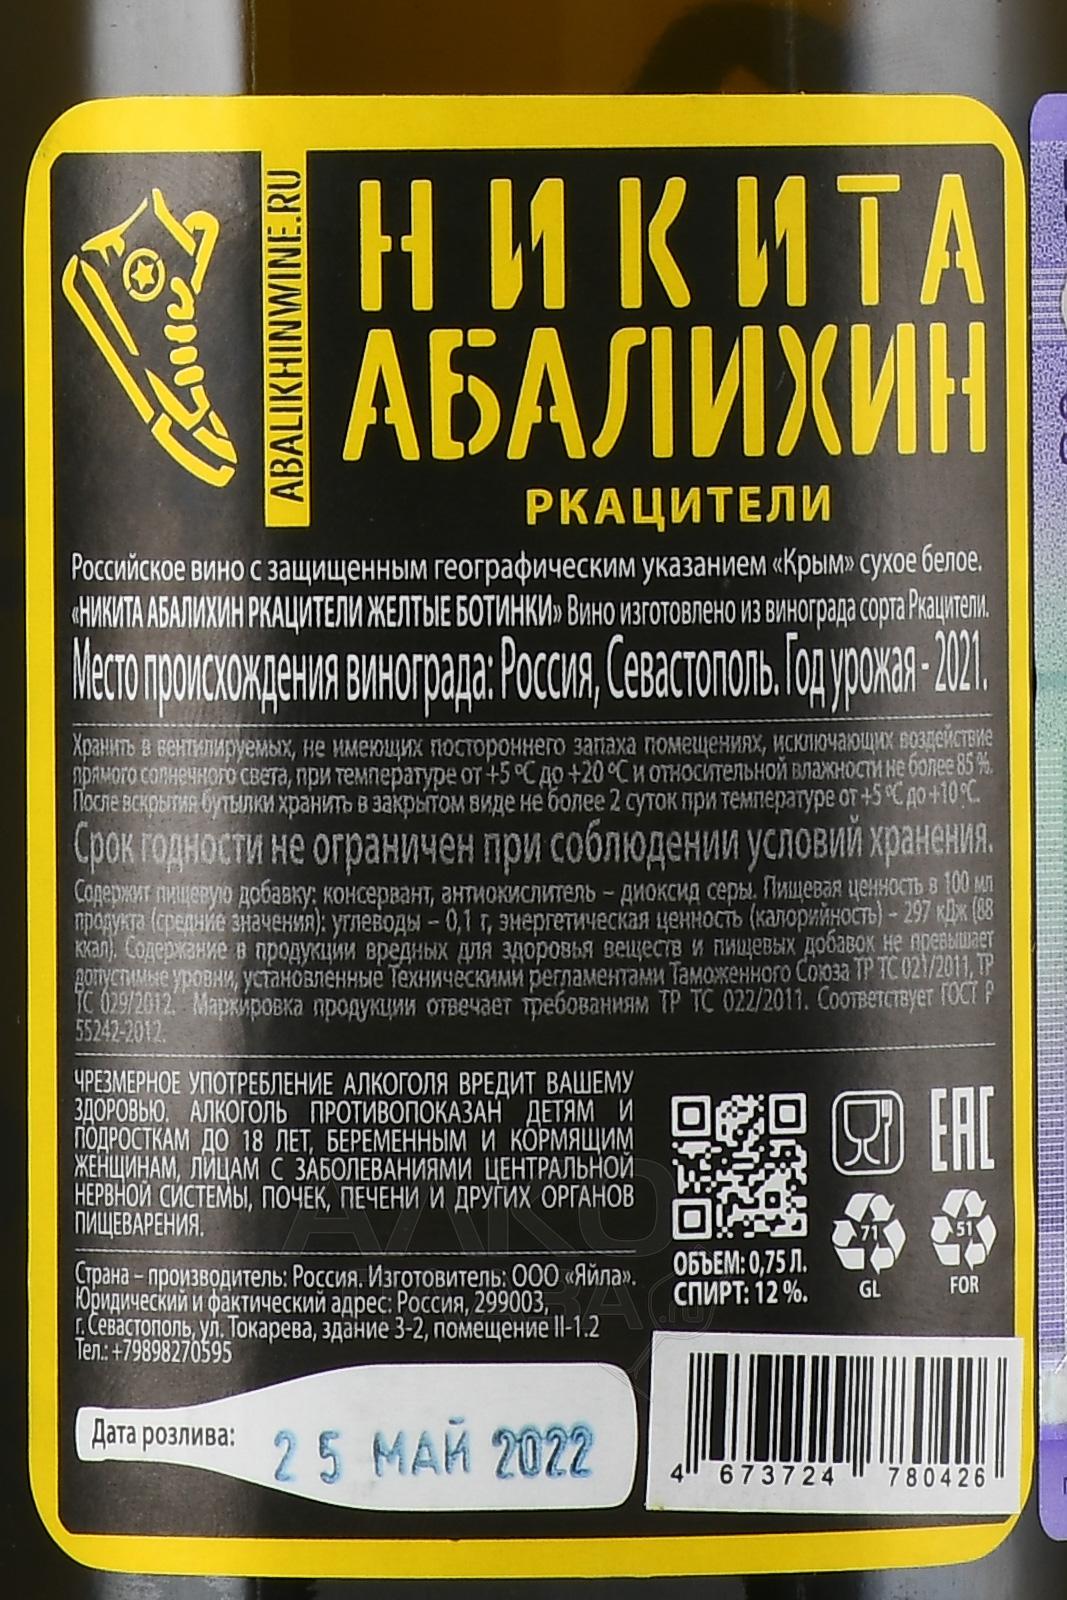 ABALIKHINWINE.RU
НИКИТА
АБАЛИХИН
РКАЦИТЕЛИ
Российское вино с защищенным географическим указанием «Крым» сухое белое.
«НИКИТА АБАЛИХИН РКАЦИТЕЛИ ЖЕЛТЫЕ БОТИНКИ» Вино изготовлено из винограда сорта Ркацители.
Место происхождения винограда: Россия, Севастополь. Год урожая - 2021.
Хранить в вентилируемых, не имеющих постороннего запаха помещениях, исключающих воздействие
прямого солнечного света, при температуре от +5 °C до +20 °C и относительной влажности не более 85 %.
После вскрытия бутылки хранить в закрытом виде не более 2 суток при температуре от +5 °C до +10 °C.
Срок годности не ограничен при соблюдении условий хранения.
Содержит пищевую добавку: консервант, антиокислитель – диоксид серы. Пищевая ценность в 100 мл
продукта (средние значения): углеводы – 0,1 г, энергетическая ценность (калорийность) – 297 кДж (88
ккал). Содержание в продукции вредных для здоровья веществ и пищевых добавок не превышает
допустимые уровни, установленные Техническими регламентами Таможенного Союза ТР ТС 021/2011, ТР
ТС 029/2012. Маркировка продукции отвечает требованиям ТР ТС 022/2011. Соответствует ГОСТ Р
55242-2012.
ЧРЕЗМЕРНОЕ УПОТРЕБЛЕНИЕ АЛКОГОЛЯ ВРЕДИТ ВАШЕМУ
ЗДОРОВЬЮ. АЛКОГОЛЬ ПРОТИВОПОКАЗАН ДЕТЯМ И
ПОДРОСТКАМ ДО 18 ЛЕТ, БЕРЕМЕННЫМ И КОРМЯЩИМ
ЖЕНЩИНАМ, ЛИЦАМ С ЗАБОЛЕВАНИЯМИ ЦЕНТРАЛЬНОЙ
НЕРВНОЙ СИСТЕМЫ, ПОЧЕК, ПЕЧЕНИ И ДРУГИХ ОРГАНОВ
ПИЩЕВАРЕНИЯ.
EAC
71
GL
51
FOR
ОБЪЕМ: 0,75 Л.
СПИРТ: 12 %.
Страна – производитель: Россия. Изготовитель: ООО «Яйла».
Юридический и фактический адрес: Россия, 299003,
г. Севастополь, ул. Токарева, здание 3-2, помещение II-1.2
Тел.: +79898270595
Дата розлива: 25 МАЙ 2022
4 673724 780426